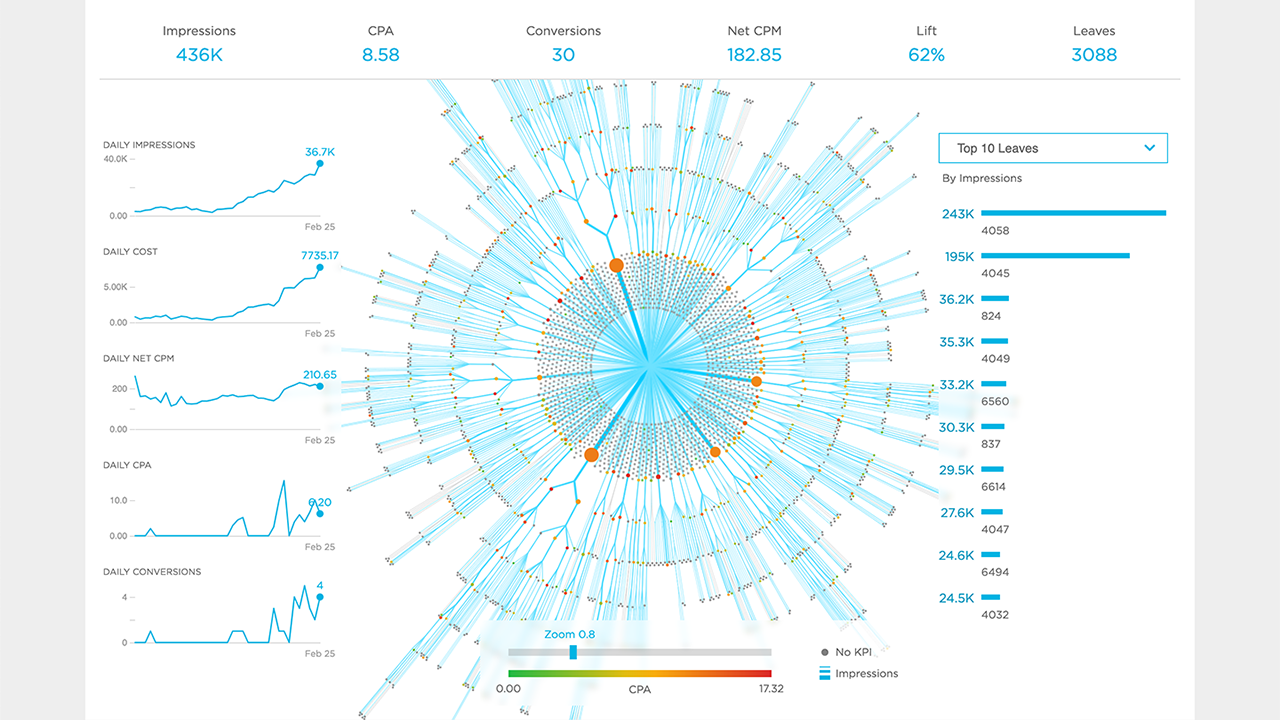 Impressions
436K
CPA
8.58
Conversions
30
Net CPM
182.85
Lift
62%
Leaves
3088
DAILY IMPRESSIONS
40.0K
36.7K
0.00
Feb 25
DAILY COST
7735.17
5.00K
0.00
Feb 25
DAILY NET CPM
210.65
200
0.00
Feb 25
DAILY CPA
10.0
6.20
0.00
Feb 25
DAILY CONVERSIONS
4
4
0
Feb 25
Zoom 0.8
0.00
CPA
17.32
No KPI
Impressions
Top 10 Leaves
By Impressions
243K
4058
195K
4045
36.2K
824
35.3K
4049
33.2K
6560
30.3K
837
29.5K
6614
27.6K
4047
24.6K
6494
24.5K
4032